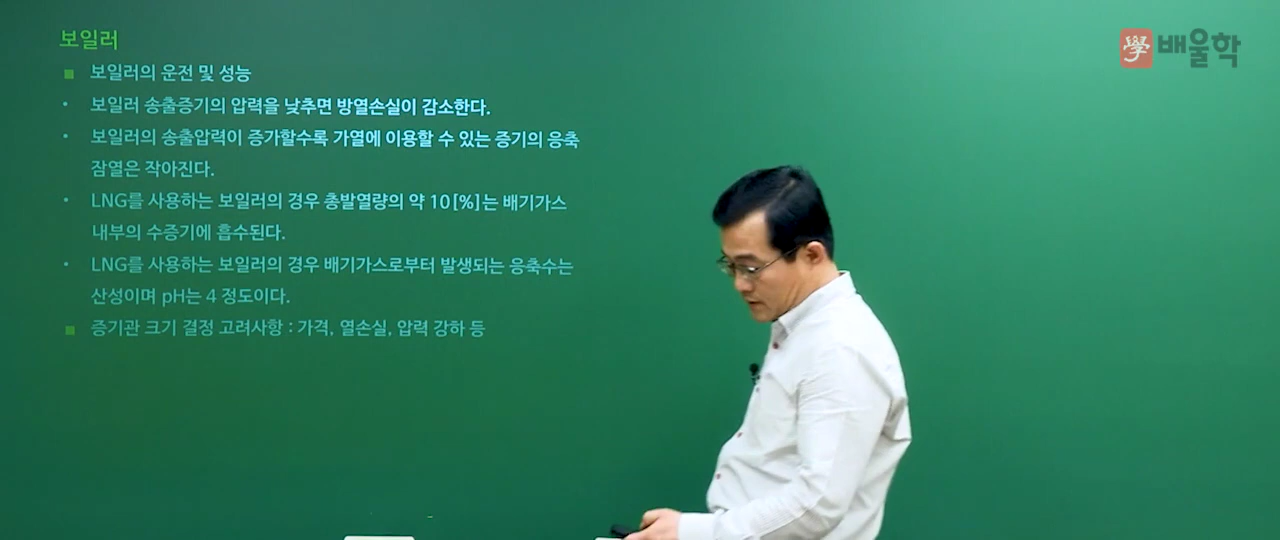 보일러
學 배울학
■ 보일러의 운전 및 성능
• 보일러 송출증기의 압력을 낮추면 방열손실이 감소한다.
• 보일러의 송출압력이 증가할수록 가열에 이용할 수 있는 증기의 응축
잠열은 작아진다.
• LNG를 사용하는 보일러의 경우 총발열량의 약 10[%]는 배기가스
내부의 수증기에 흡수된다.
• LNG를 사용하는 보일러의 경우 배기가스로부터 발생되는 응축수는
산성이며 pH는 4 정도이다.
■ 증기관 크기 결정 고려사항 : 가격, 열손실, 압력 강하 등